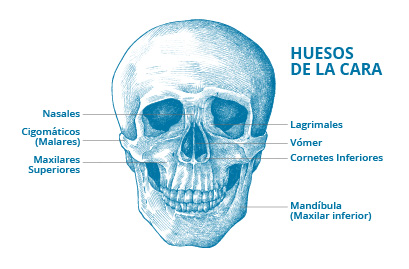 HUESOS
DE LA CARA
Nasales
Cigomáticos
(Malares)
Maxilares
Superiores
Lagrimales
Vómer
Cornetes Inferiores
Mandíbula
(Maxilar inferior)